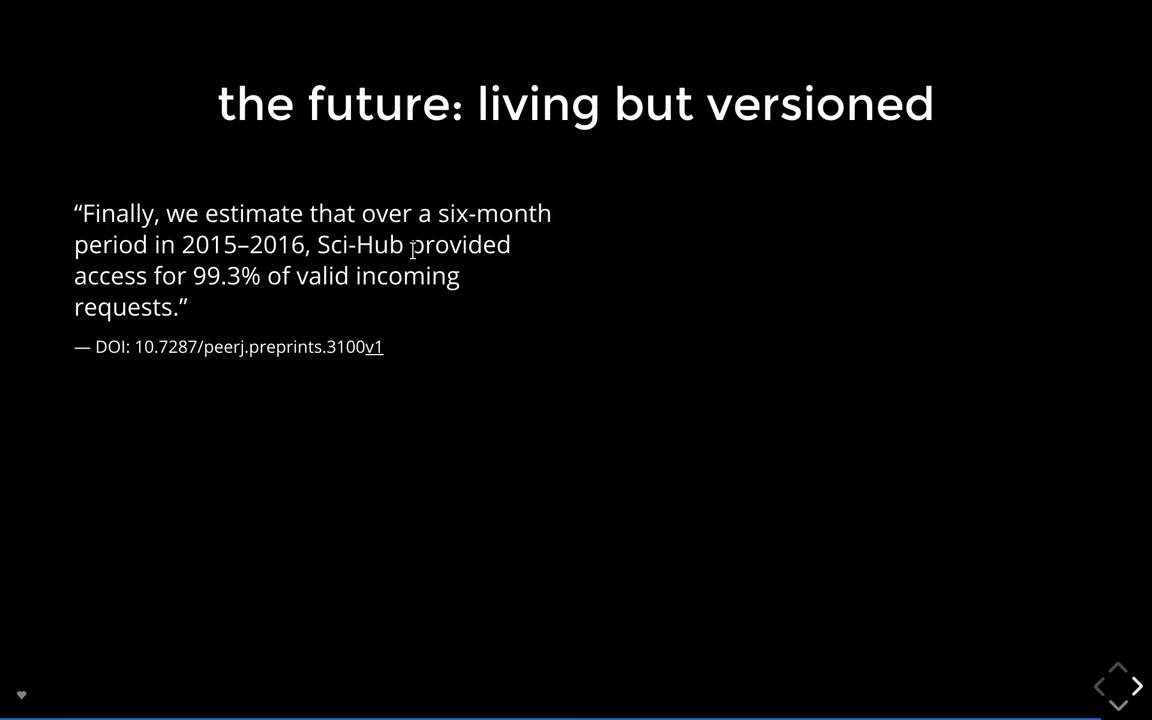 the future: living but versioned
“Finally, we estimate that over a six-month
period in 2015–2016, Sci-Hub provided
access for 99.3% of valid incoming
requests.”
— DOI: 10.7287/peerj.preprints.3100v1